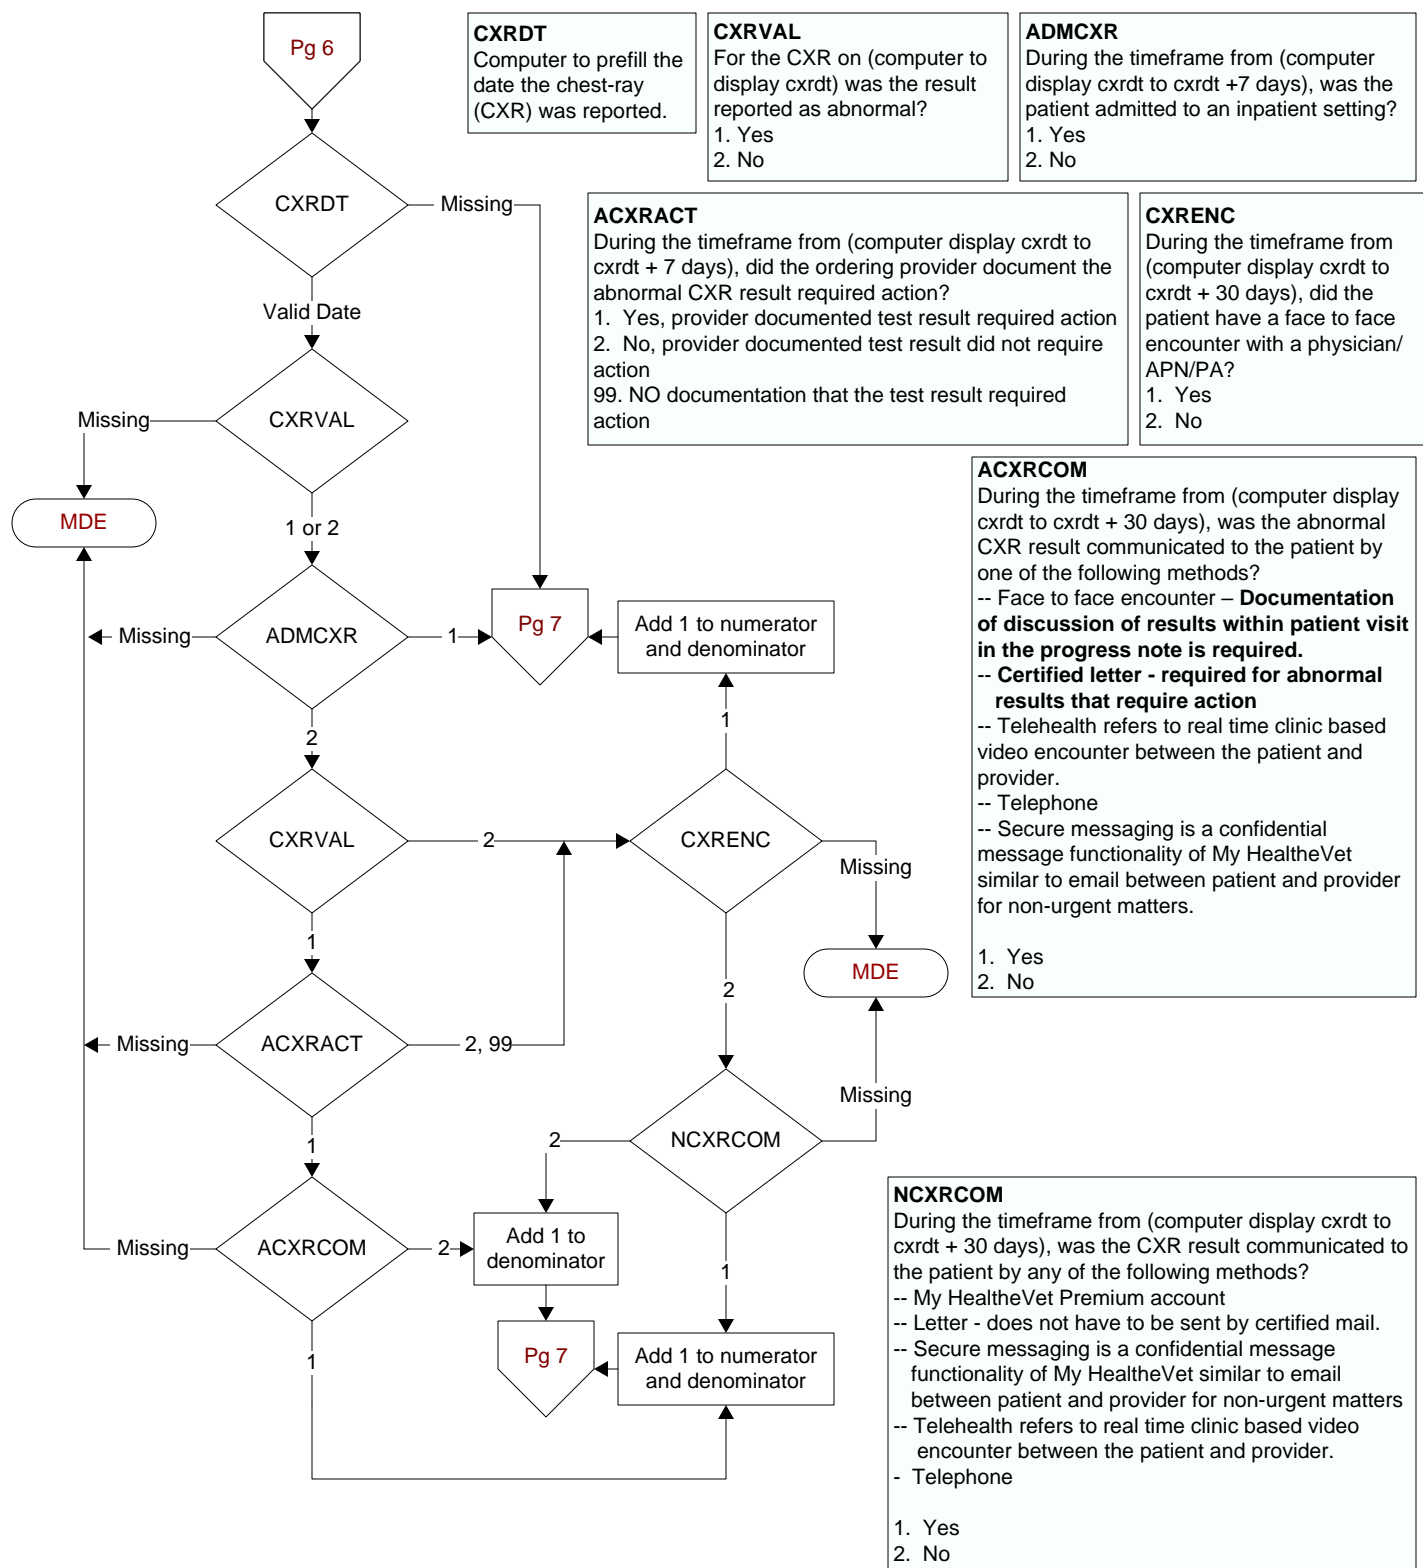 Pg 6
CXRDT
Computer to prefill the
date the chest-ray
(CXR) was reported.
CXRVAL
For the CXR on (computer to
display cxrdt) was the result
reported as abnormal?
1. Yes
2. No
ADMCXR
During the timeframe from (computer
display cxrdt to cxrdt +7 days), was the
patient admitted to an inpatient setting?
1. Yes
2. No
CXRDT
Missing
ACXRACT
During the timeframe from (computer display cxrdt to
cxrdt + 7 days), did the ordering provider document the
abnormal CXR result required action?
1. Yes, provider documented test result required action
2. No, provider documented test result did not require
action
99. NO documentation that the test result required
action
CXRENC
During the timeframe from
(computer display cxrdt to
cxrdt + 30 days), did the
patient have a face to face
encounter with a physician/
APN/PA?
1. Yes
2. No
Valid Date
Missing
CXRVAL
MDE
1 or 2
ACXRCOM
During the timeframe from (computer display
cxrdt to cxrdt + 30 days), was the abnormal
CXR result communicated to the patient by
one of the following methods?
-- Face to face encounter – Documentation
of discussion of results within patient visit
in the progress note is required.
-- Certified letter - required for abnormal
results that require action
-- Telehealth refers to real time clinic based
video encounter between the patient and
provider.
-- Telephone
-- Secure messaging is a confidential
message functionality of My HealtheVet
similar to email between patient and provider
for non-urgent matters.
1. Yes
2. No
Missing
ADMCXR
1
Pg 7
Add 1 to numerator
and denominator
2
1
CXRVAL
2
CXRENC
Missing
1
MDE
2
Missing
ACXRACT
2, 99
Missing
1
2
NCXRCOM
Missing
ACXRCOM
2
Add 1 to
denominator
1
NCXRCOM
During the timeframe from (computer display cxrdt to
cxrdt + 30 days), was the CXR result communicated to
the patient by any of the following methods?
-- My HealtheVet Premium account
-- Letter - does not have to be sent by certified mail.
-- Secure messaging is a confidential message
functionality of My HealtheVet similar to email
between patient and provider for non-urgent matters
-- Telehealth refers to real time clinic based video
encounter between the patient and provider.
- Telephone
1. Yes
2. No
1
Pg 7
Add 1 to numerator
and denominator